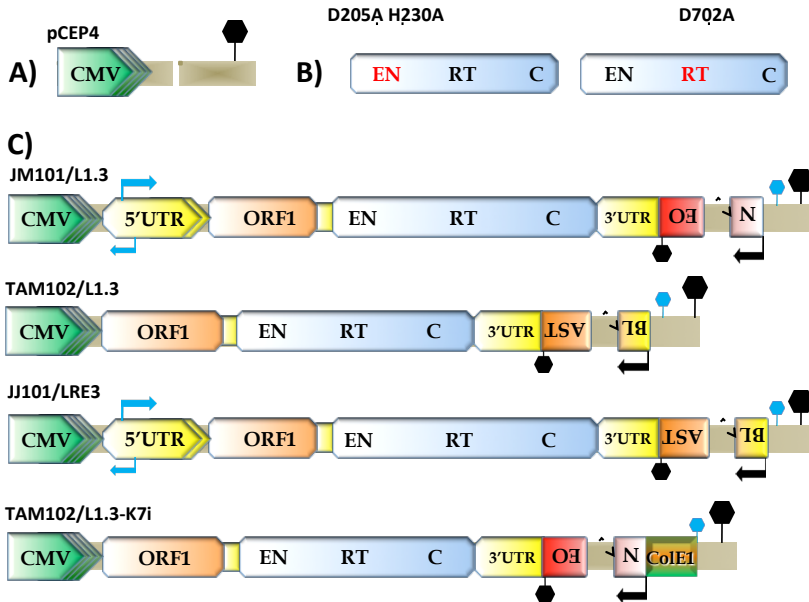 pCEP4
D205A H230A
D702A
A) CMV
B) EN RT C
EN RT C
C)
JM101/L1.3
CMV 5'UTR ORF1 EN RT C 3'UTR EO N
TAM102/L1.3
CMV ORF1 EN RT C 3'UTR AST BL
JJ101/LRE3
CMV 5'UTR ORF1 EN RT C 3'UTR AST BL
TAM102/L1.3-K7i
CMV ORF1 EN RT C 3'UTR EO N ColE1